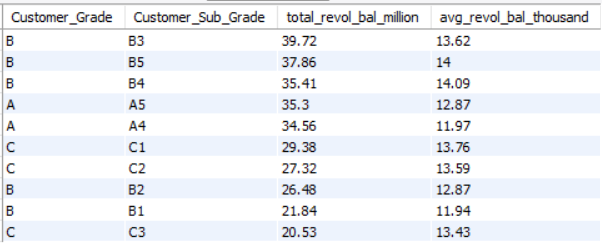 Customer_Grade Customer_Sub_Grade total_revol_bal_million avg_revol_bal_thousand
B B3 39.72 13.62
B B5 37.86 14
B B4 35.41 14.09
A A5 35.3 12.87
A A4 34.56 11.97
C C1 29.38 13.76
C C2 27.32 13.59
B B2 26.48 12.87
B B1 21.84 11.94
C C3 20.53 13.43